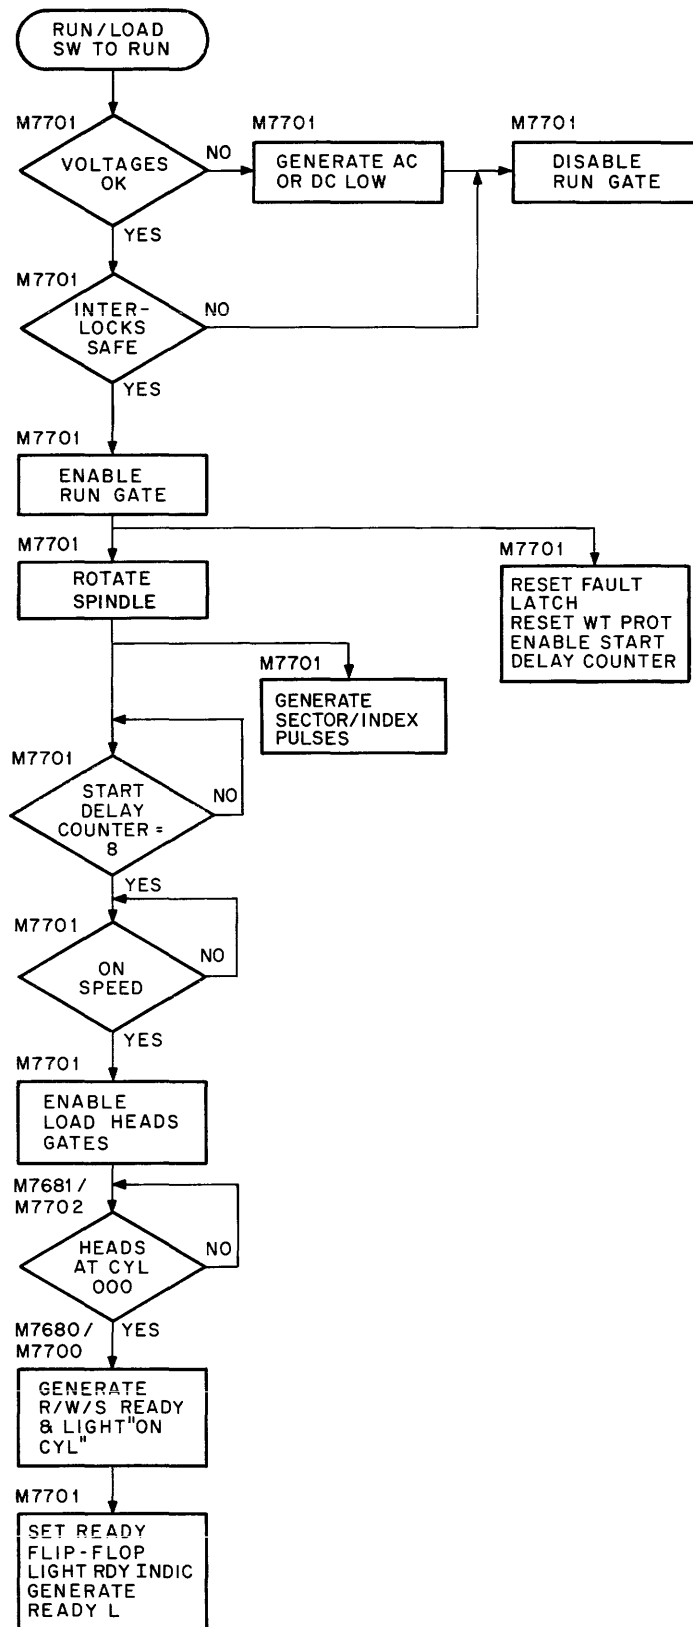 RUN/LOAD
SW TO RUN
M7701
VOLTAGES
OK
NO
YES
M7701
GENERATE AC
OR DC LOW
M7701
DISABLE
RUN GATE
M7701
INTER-
LOCKS
SAFE
NO
YES
M7701
ENABLE
RUN GATE
M7701
ROTATE
SPINDLE
M7701
RESET FAULT
LATCH
RESET WT PROT
ENABLE START
DELAY COUNTER
M7701
GENERATE
SECTOR/INDEX
PULSES
M7701
START
DELAY
COUNTER =
8
NO
YES
M7701
ON
SPEED
NO
YES
M7701
ENABLE
LOAD HEADS
GATES
M7681/
M7702
HEADS
AT CYL
000
NO
YES
M7680/
M7700
GENERATE
R/W/S READY
& LIGHT"ON
CYL"
M7701
SET READY
FLIP-FLOP
LIGHT RDY INDIC
GENERATE
READY L